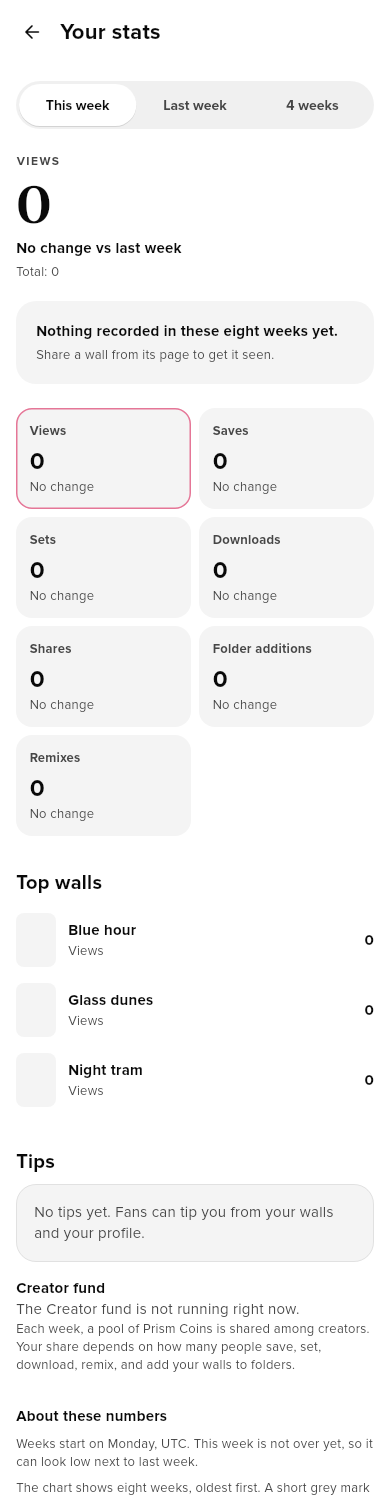 Your stats
This week
Last week
4 weeks
VIEWS
0
No change vs last week
Total: 0
Nothing recorded in these eight weeks yet.
Share a wall from its page to get it seen.
Views
0
No change
Saves
0
No change
Sets
0
No change
Downloads
0
No change
Shares
0
No change
Folder additions
0
No change
Remixes
0
No change
Top walls
Blue hour
Views
0
Glass dunes
Views
0
Night tram
Views
0
Tips
No tips yet. Fans can tip you from your walls
and your profile.
Creator fund
The Creator fund is not running right now.
Each week, a pool of Prism Coins is shared among creators.
Your share depends on how many people save, set,
download, remix, and add your walls to folders.
About these numbers
Weeks start on Monday, UTC. This week is not over yet, so it
can look low next to last week.
The chart shows eight weeks, oldest first. A short grey mark